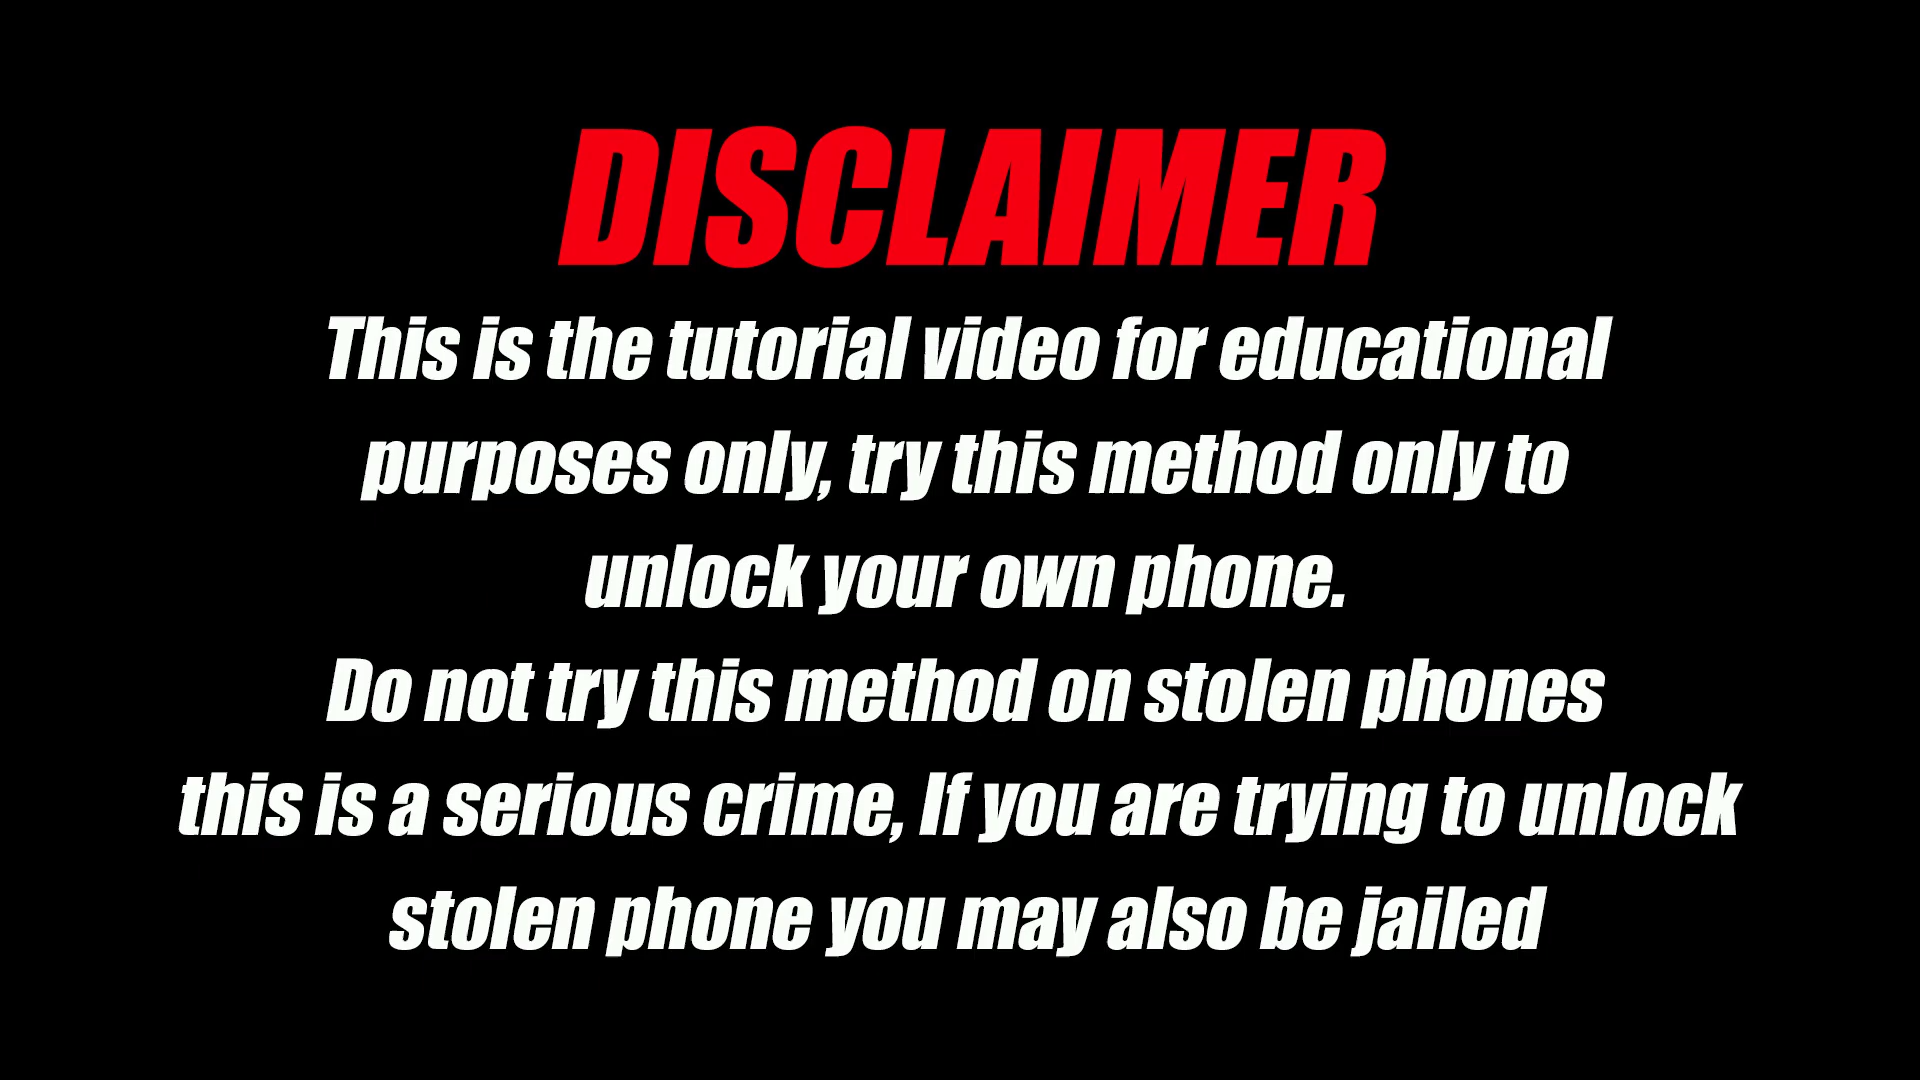 DISCLAIMER
This is the tutorial video for educational
purposes only, try this method only to
unlock your own phone.
Do not try this method on stolen phones
this is a serious crime, If you are trying to unlock
stolen phone you may also be jailed